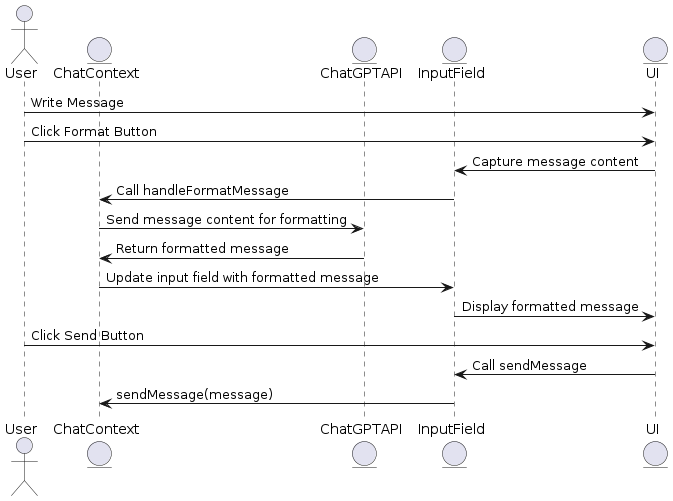 User ChatContext ChatGPTAPI InputField UI
Write Message
Click Format Button
Capture message content
Call handleFormatMessage
Send message content for formatting
Return formatted message
Update input field with formatted message
Display formatted message
Click Send Button
Call sendMessage
sendMessage(message)
User ChatContext ChatGPTAPI InputField UI